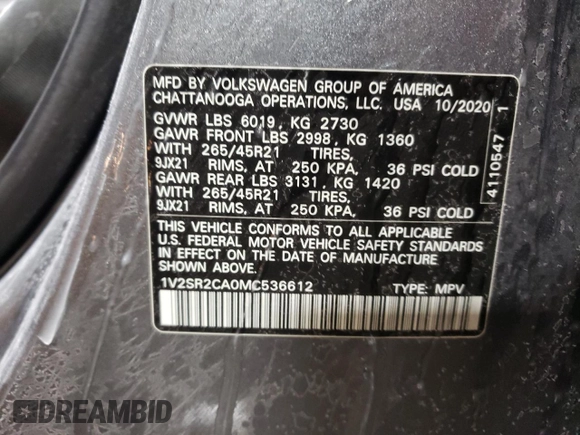 MFD BY VOLKSWAGEN GROUP OF AMERICA
CHATTANOOGA OPERATIONS, LLC. USA 10/2020
GVWR LBS 6019, KG 2730
GAWR FRONT LBS 2998, KG 1360
WITH 265/45R21 TIRES,
9JX21 RIMS, AT 250 KPA, 36 PSI COLD
GAWR REAR LBS 3131, KG 1420
WITH 265/45R21 TIRES,
9JX21 RIMS, AT 250 KPA, 36 PSI COLD
THIS VEHICLE CONFORMS TO ALL APPLICABLE
U.S. FEDERAL MOTOR VEHICLE SAFETY STANDARDS
IN EFFECT ON THE DATE OF MANUFACTURE
SHOWN ABOVE.
1V2SR2CA0MC536612 TYPE: MPV
4110547 1
DREAMBID